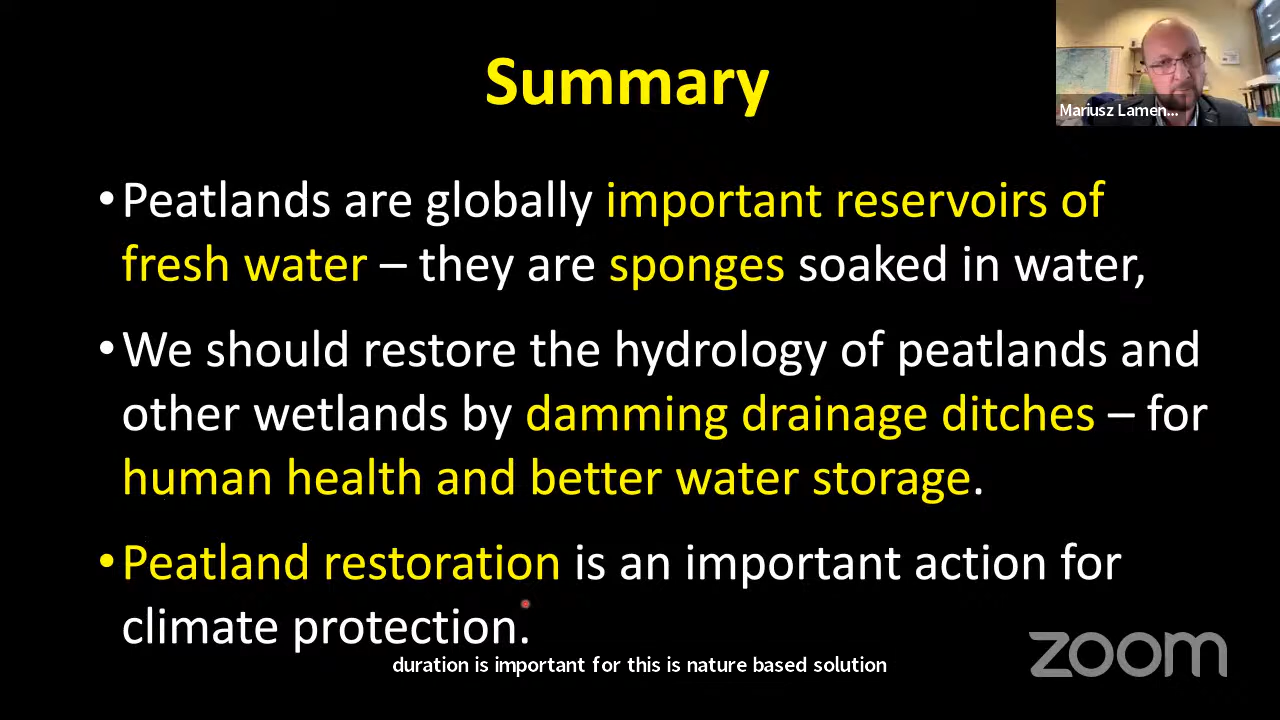 Summary
Mariusz Lamen...
•Peatlands are globally important reservoirs of
fresh water – they are sponges soaked in water,
•We should restore the hydrology of peatlands and
other wetlands by damming drainage ditches – for
human health and better water storage.
•Peatland restoration is an important action for
climate protection.
duration is important for this is nature based solution
zoom